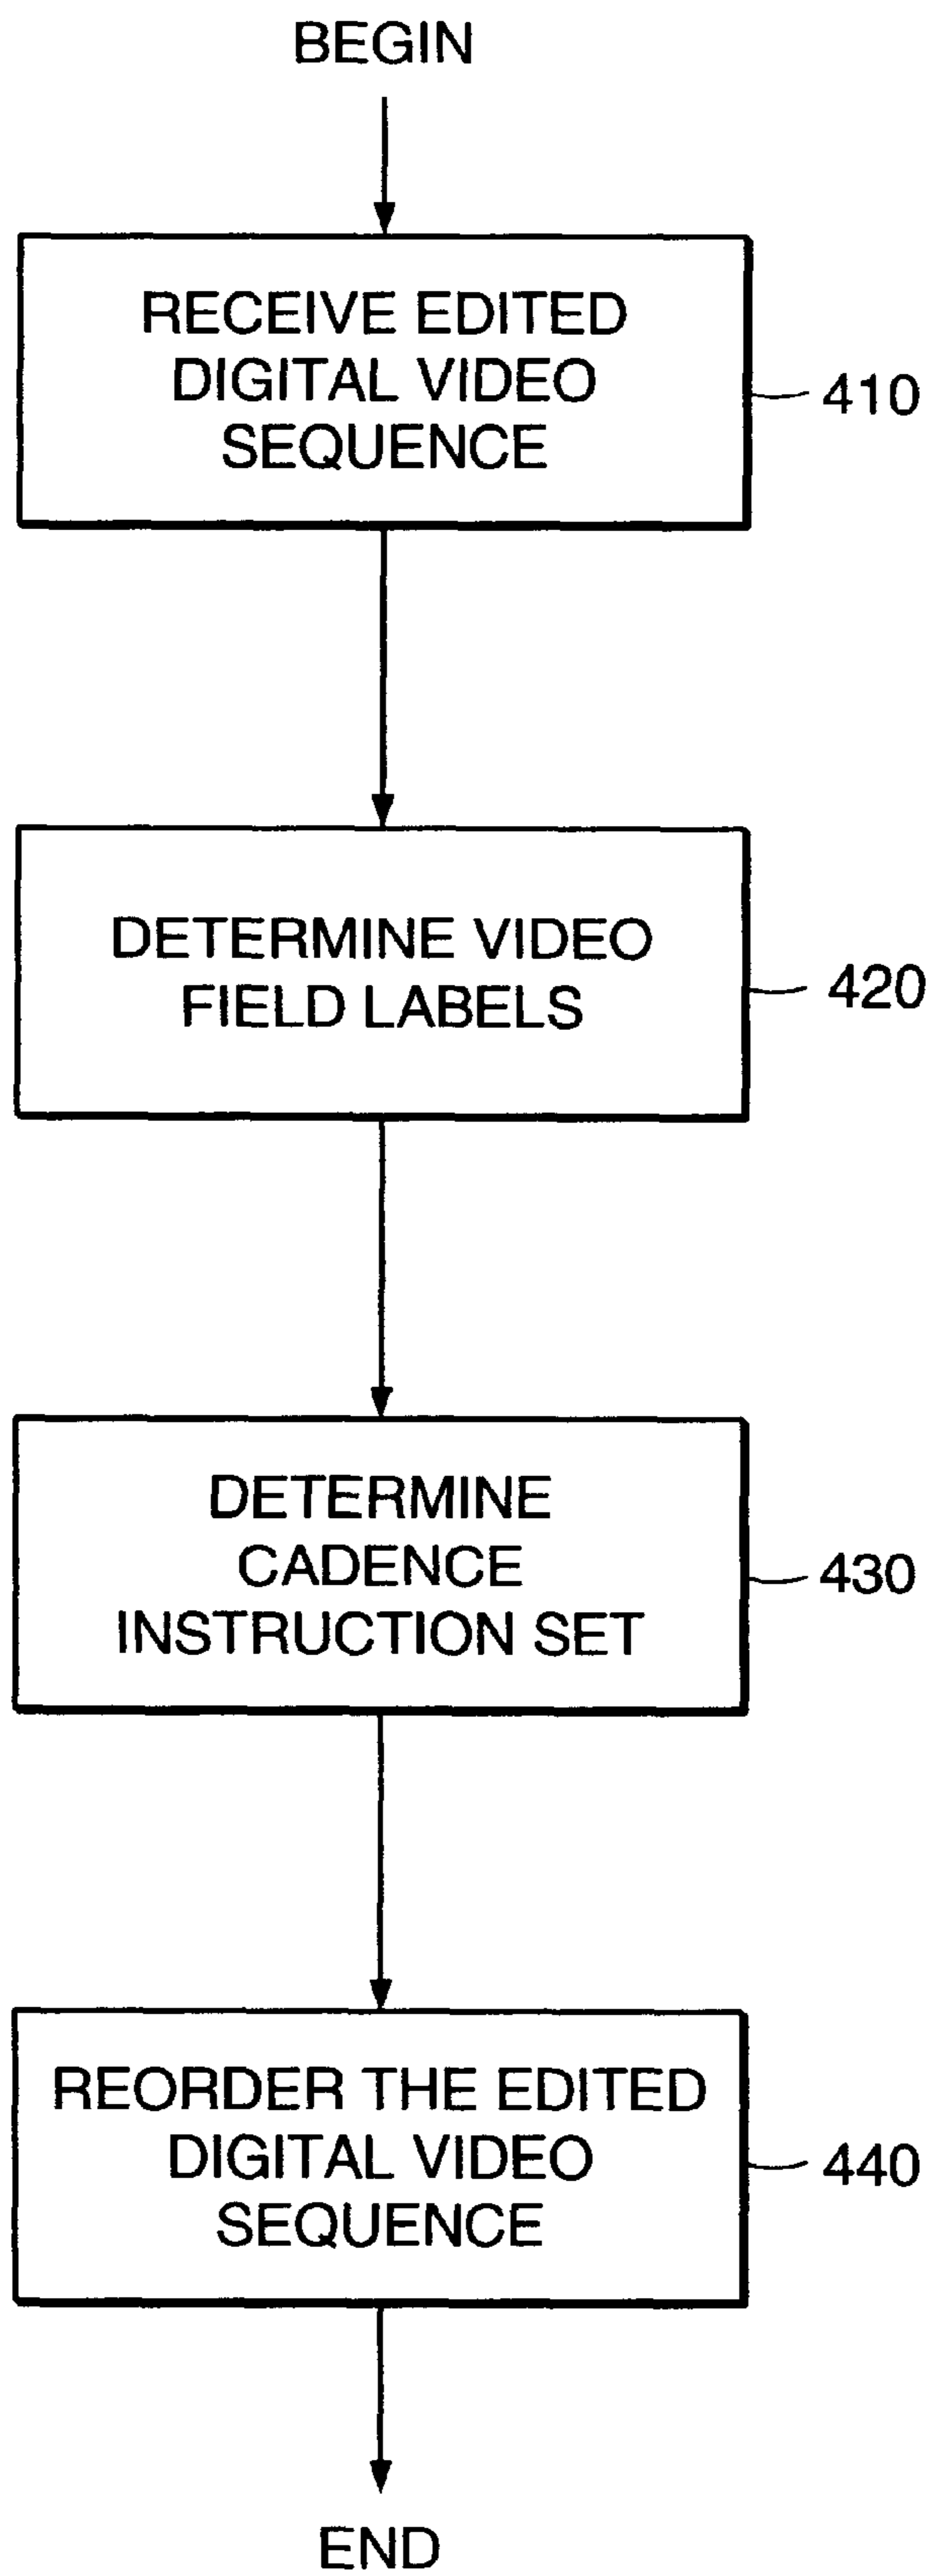 BEGIN
RECEIVE EDITED
DIGITAL VIDEO
SEQUENCE
410
DETERMINE VIDEO
FIELD LABELS
420
DETERMINE
CADENCE
INSTRUCTION SET
430
REORDER THE EDITED
DIGITAL VIDEO
SEQUENCE
440
END